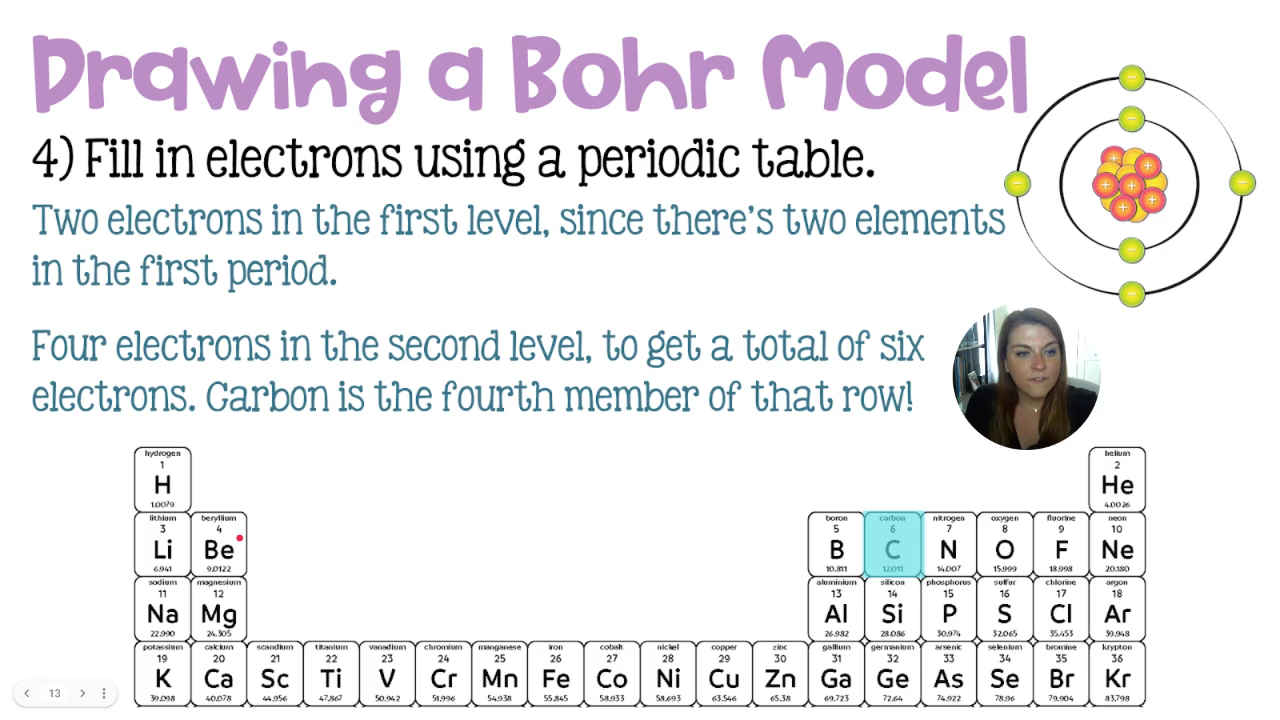 Drawing a Bohr Model
4) Fill in electrons using a periodic table.
Two electrons in the first level, since there's two elements
in the first period.
Four electrons in the second level, to get a total of six
electrons. Carbon is the fourth member of that row!
hydrogen helium
1 2
H He
1.0079 4.0026
lithium beryllium boron carbon nitrogen oxygen fluorine neon
3 4 5 6 7 8 9 10
Li Be B C N O F Ne
6.941 9.0122 10.811 12.011 14.007 15.999 18.998 20.180
sodium magnesium aluminium silicon phosphorus sulfur chlorine argon
11 12 13 14 15 16 17 18
Na Mg Al Si P S Cl Ar
22.990 24.305 26.982 28.086 30.974 32.065 35.453 39.948
potassium calcium scandium titanium vanadium chromium manganese iron cobalt nickel copper zinc gallium germanium arsenic selenium bromine krypton
19 20 21 22 23 24 25 26 27 28 29 30 31 32 33 34 35 36
K Ca Sc Ti V Cr Mn Fe Co Ni Cu Zn Ga Ge As Se Br Kr
39.098 40.078 44.956 47.867 50.942 51.996 54.938 55.845 58.933 58.693 63.546 65.38 69.723 72.64 74.922 78.96 79.904 83.798
13